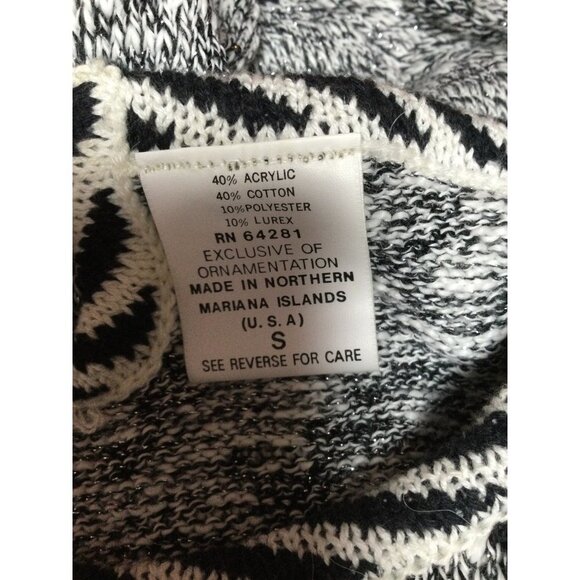 40% ACRYLIC
40% COTTON
10%POLYESTER
10% LUREX
RN 64281
EXCLUSIVE OF
ORNAMENTATION
MADE IN NORTHERN
MARIANA ISLANDS
(U.S.A)
S
SEE REVERSE FOR CARE